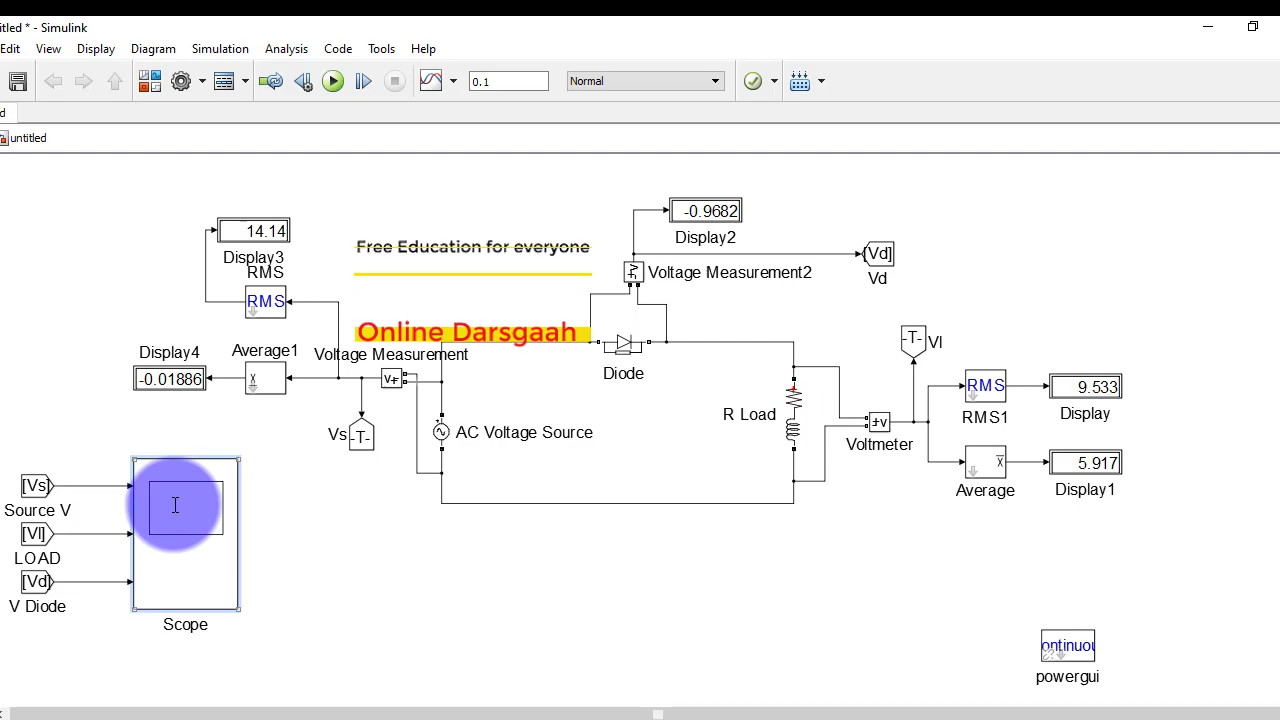 ntitled * - Simulink
Edit View Display Diagram Simulation Analysis Code Tools Help
0.1 Normal
d
untitled
14.14
Display3
RMS
RMS
Free Education for everyone
-0.9682
Display2
[Vd]
Vd
Voltage Measurement2
Online Darsgaah
Display4
Average1
Voltage Measurement
-0.01886
Diode
-T-
Vl
RMS
9.533
RMS1
Display
R Load
AC Voltage Source
Vs
-T-
Voltmeter
5.917
Average
Display1
[Vs]
Source V
[Vl]
LOAD
[Vd]
V Diode
Scope
ontinuou
powergui